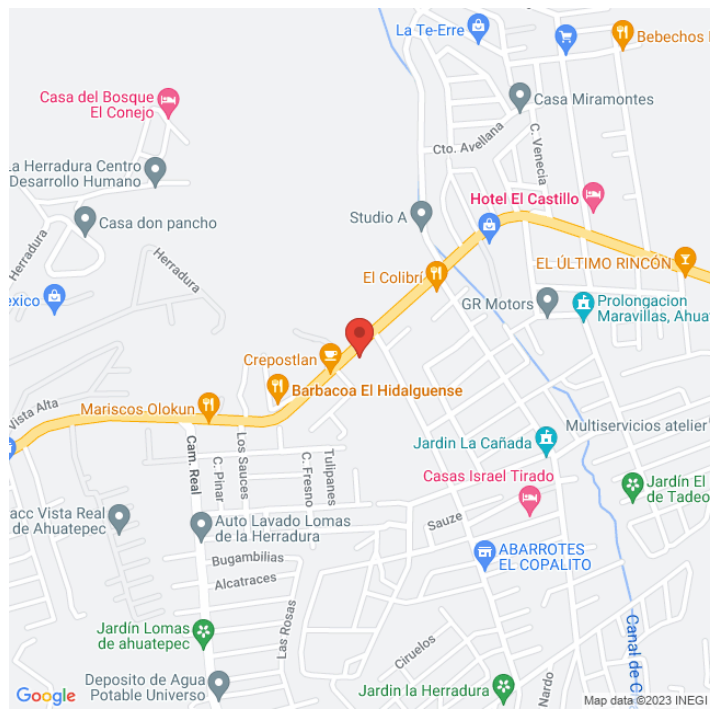 La Te-Erre
Bebechos
Casa del Bosque
El Conejo
Casa Miramontes
Cto. Avellana
C. Venecia
La Herradura Centro
Desarrollo Humano
Hotel El Castillo
Studio A
Casa don pancho
Herradura
Herradura
EL ÚLTIMO RINCÓN
El Colibrí
GR Motors
Prolongacion
Maravillas, Ahuat
exico
Crepostlan
Barbacoa El Hidalguense
Vista Alta
Mariscos Olokun
Multiservicios atelier
Jardin La Cañada
Cam. Real
C. Pinar
Los Sauces
C. Fresno
Tulipanes
Casas Israel Tirado
Jardín El
de Tadeo
acc Vista Real
de Ahuatepec
Auto Lavado Lomas
de la Herradura
Sauze
Bugambilias
ABARROTES
EL COPALITO
Alcatraces
Las Rosas
Jardín Lomas
de ahuatepec
Ciruelos
Canal de C
Deposito de Agua
Potable Universo
Jardin la Herradura
Nardo
Google
Map data ©2023 INEGI